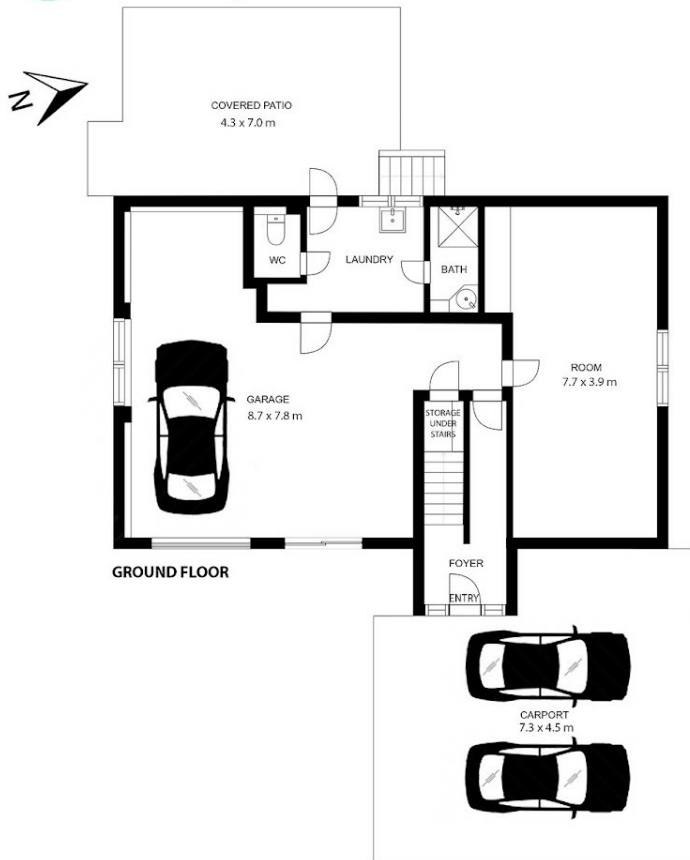 N
COVERED PATIO
4.3 x 7.0 m
WC
LAUNDRY
BATH
ROOM
7.7 x 3.9 m
GARAGE
8.7 x 7.8 m
STORAGE
UNDER
STAIRS
FOYER
GROUND FLOOR
ENTRY
CARPORT
7.3 x 4.5 m